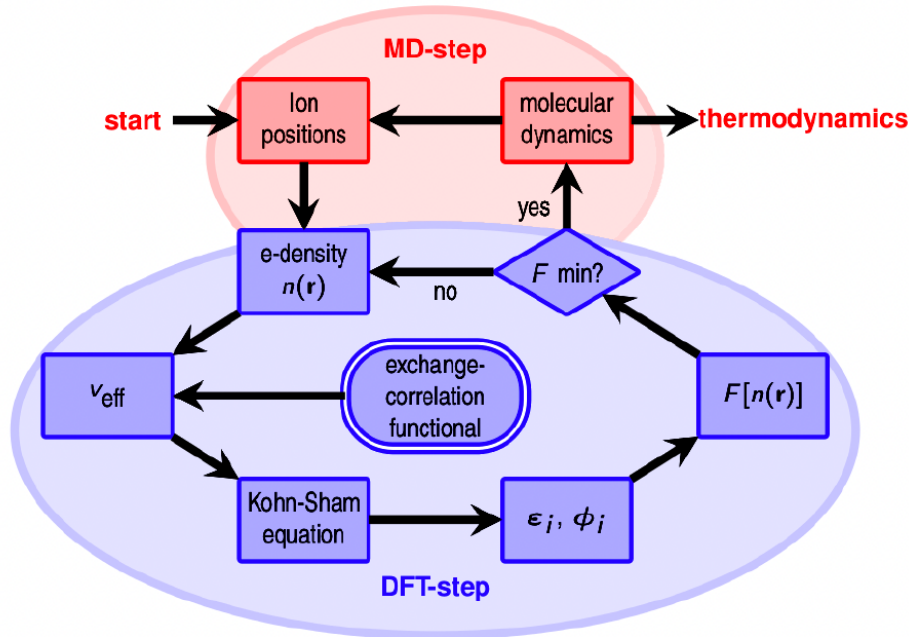 MD-step
start
Ion
positions
molecular
dynamics
thermodynamics
yes
e-density
n(r)
no
F min?
v_eff
exchange-
correlation
functional
F[n(r)]
Kohn-Sham
equation
ε_i, ϕ_i
DFT-step